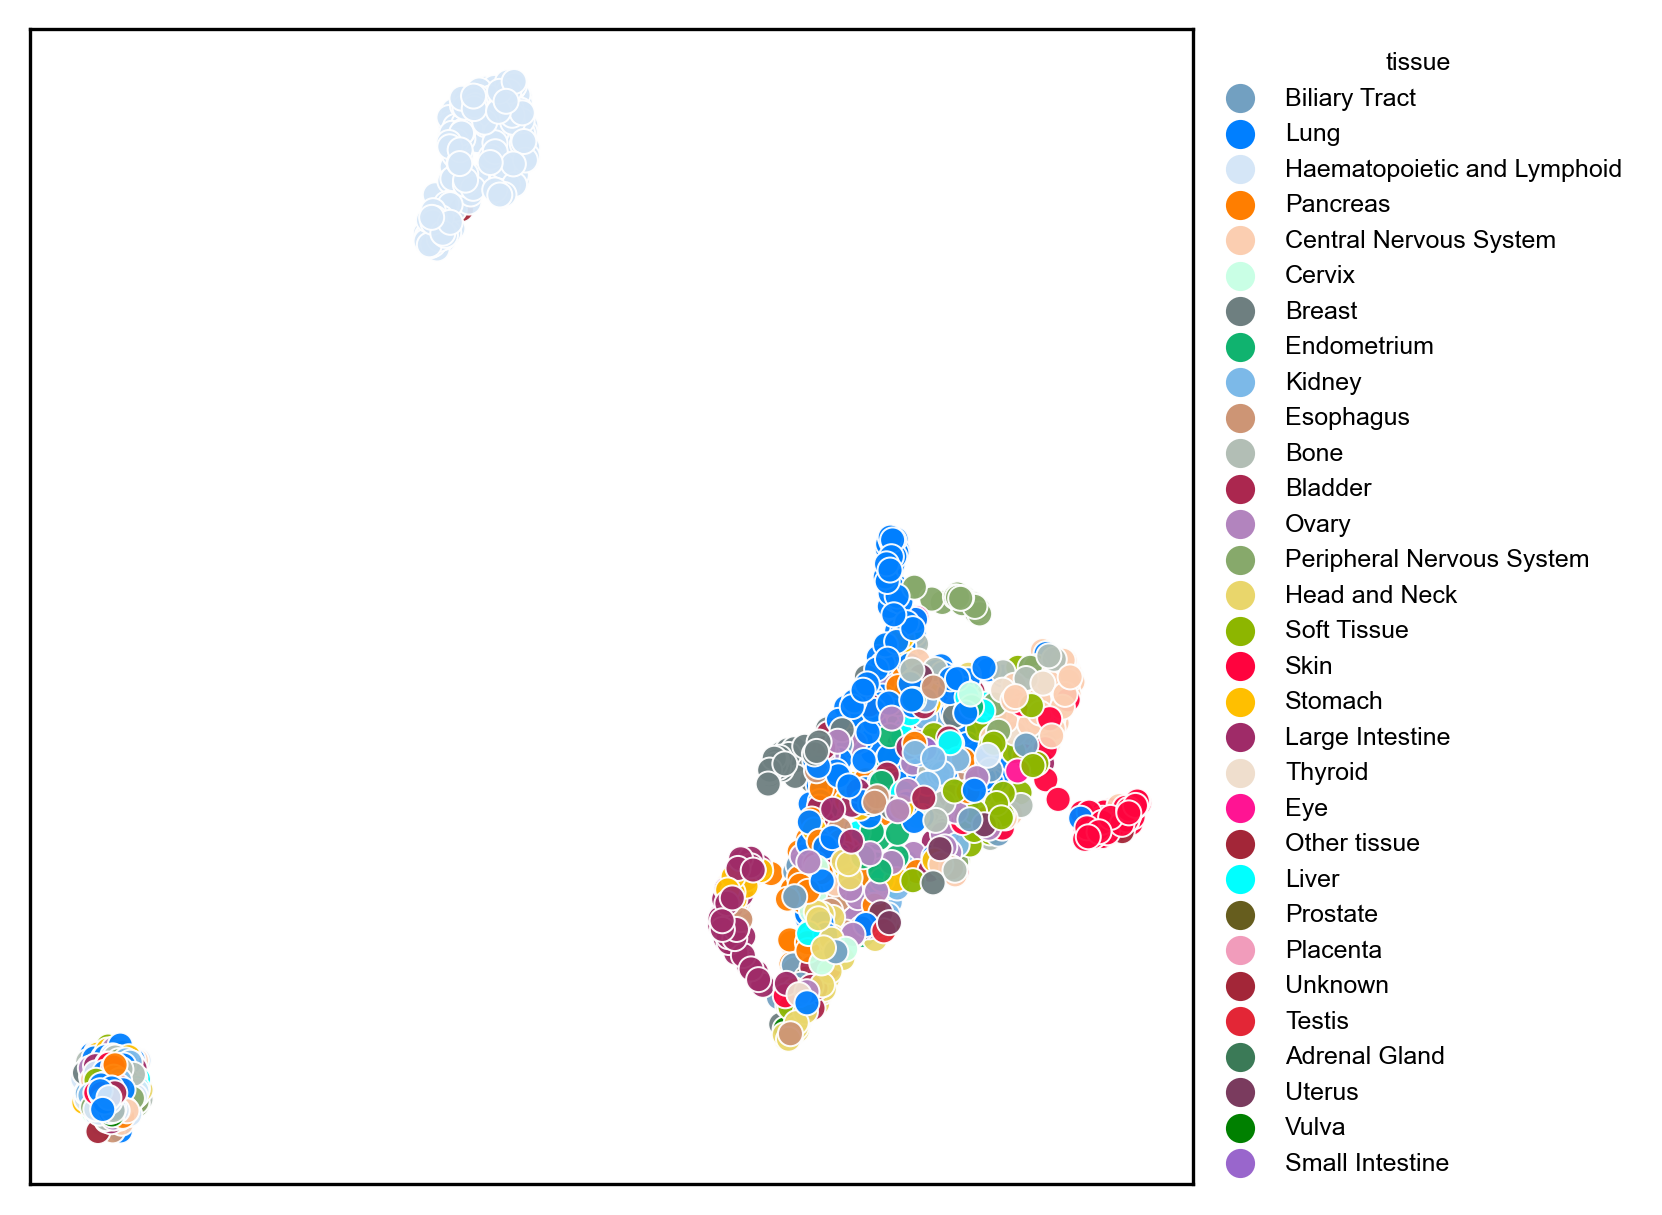 tissue
Biliary Tract
Lung
Haematopoietic and Lymphoid
Pancreas
Central Nervous System
Cervix
Breast
Endometrium
Kidney
Esophagus
Bone
Bladder
Ovary
Peripheral Nervous System
Head and Neck
Soft Tissue
Skin
Stomach
Large Intestine
Thyroid
Eye
Other tissue
Liver
Prostate
Placenta
Unknown
Testis
Adrenal Gland
Uterus
Vulva
Small Intestine